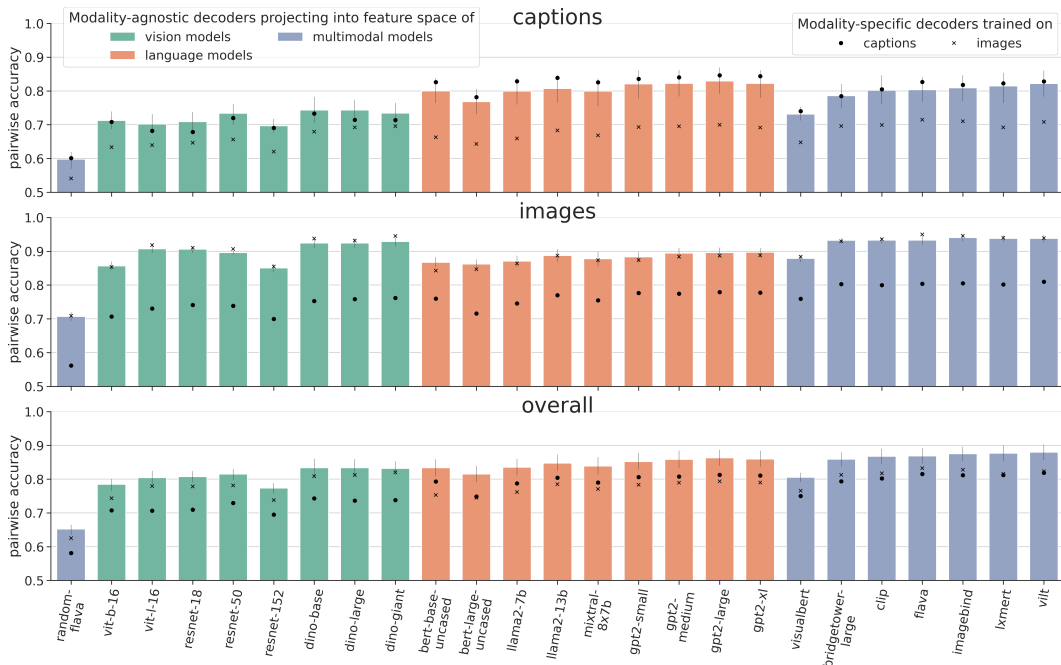 captions
Modality-agnostic decoders projecting into feature space of
vision models
multimodal models
language models
Modality-specific decoders trained on
captions
images
pairwise accuracy
1.0
0.9
0.8
0.7
0.6
0.5
images
pairwise accuracy
1.0
0.9
0.8
0.7
0.6
0.5
overall
pairwise accuracy
1.0
0.9
0.8
0.7
0.6
0.5
random-
flava
vit-b-16
vit-l-16
resnet-18
resnet-50
resnet-152
dino-base
dino-large
dino-giant
bert-base-
uncased
bert-large-
uncased
llama2-7b
llama2-13b
mixtral-
8x7b
gpt2-small
gpt2-
medium
gpt2-large
gpt2-xl
visualbert
bridgetower-
large
clip
flava
imagebind
lxmert
vilt